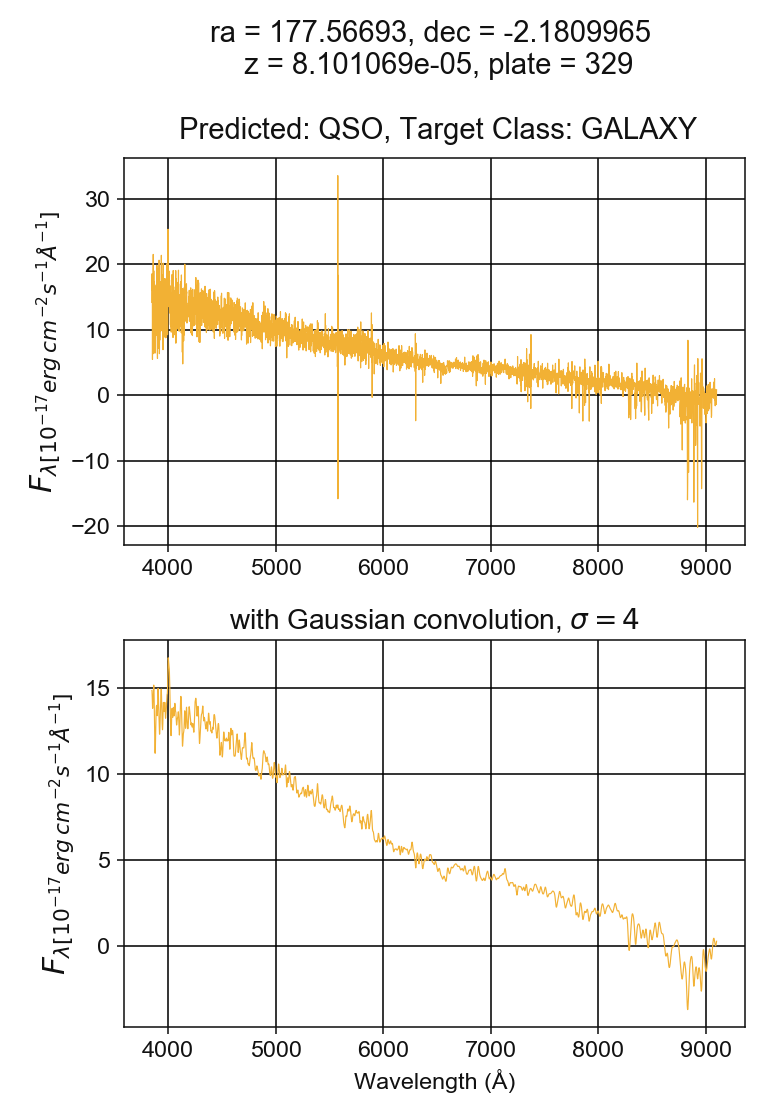 ra = 177.56693, dec = -2.1809965
z = 8.101069e-05, plate = 329
Predicted: QSO, Target Class: GALAXY
30
20
10
0
−10
−20
F_λ[10^{−17} erg cm^{−2} s^{−1} Å^{−1}]
4000 5000 6000 7000 8000 9000
with Gaussian convolution, σ = 4
15
10
5
0
F_λ[10^{−17} erg cm^{−2} s^{−1} Å^{−1}]
4000 5000 6000 7000 8000 9000
Wavelength (Å)